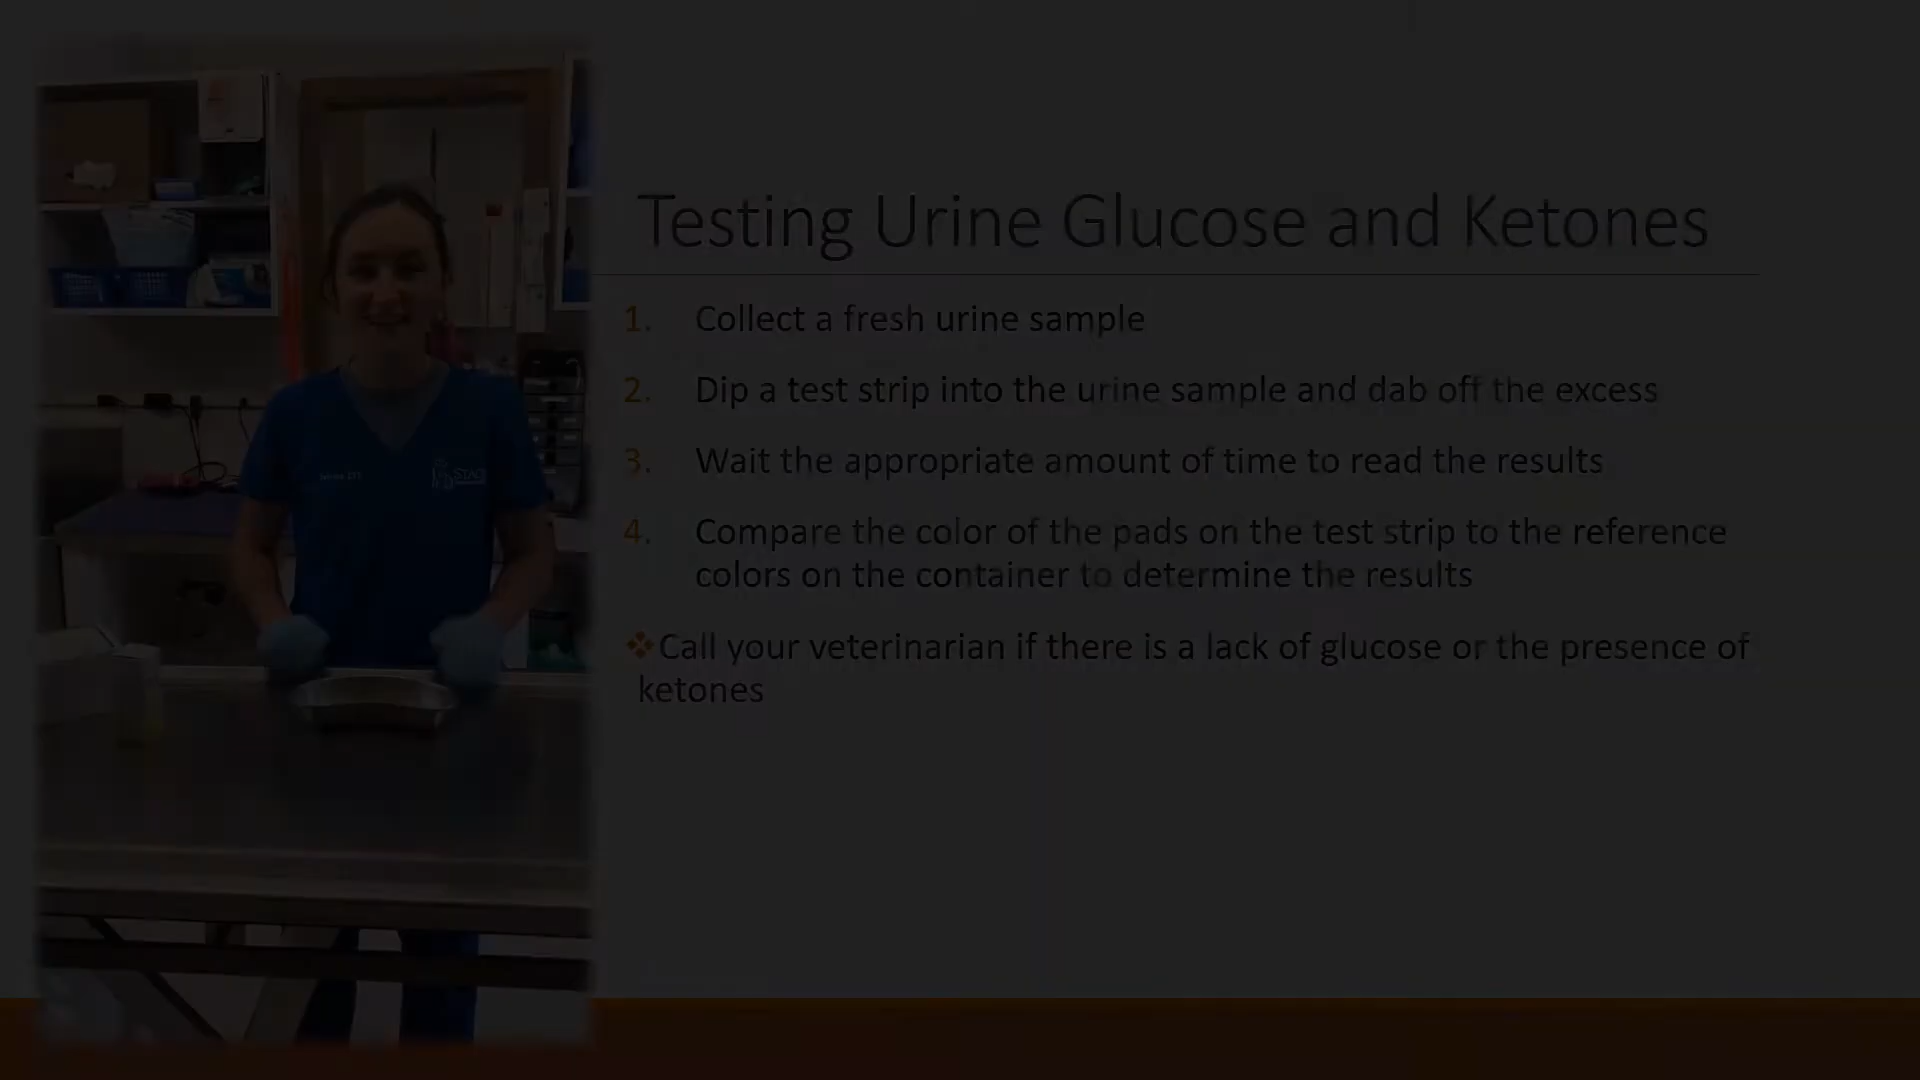 Testing Urine Glucose and Ketones
1. Collect a fresh urine sample
2. Dip a test strip into the urine sample and dab off the excess
3. Wait the appropriate amount of time to read the results
4. Compare the color of the pads on the test strip to the reference
colors on the container to determine the results
❖Call your veterinarian if there is a lack of glucose or the presence of
ketones